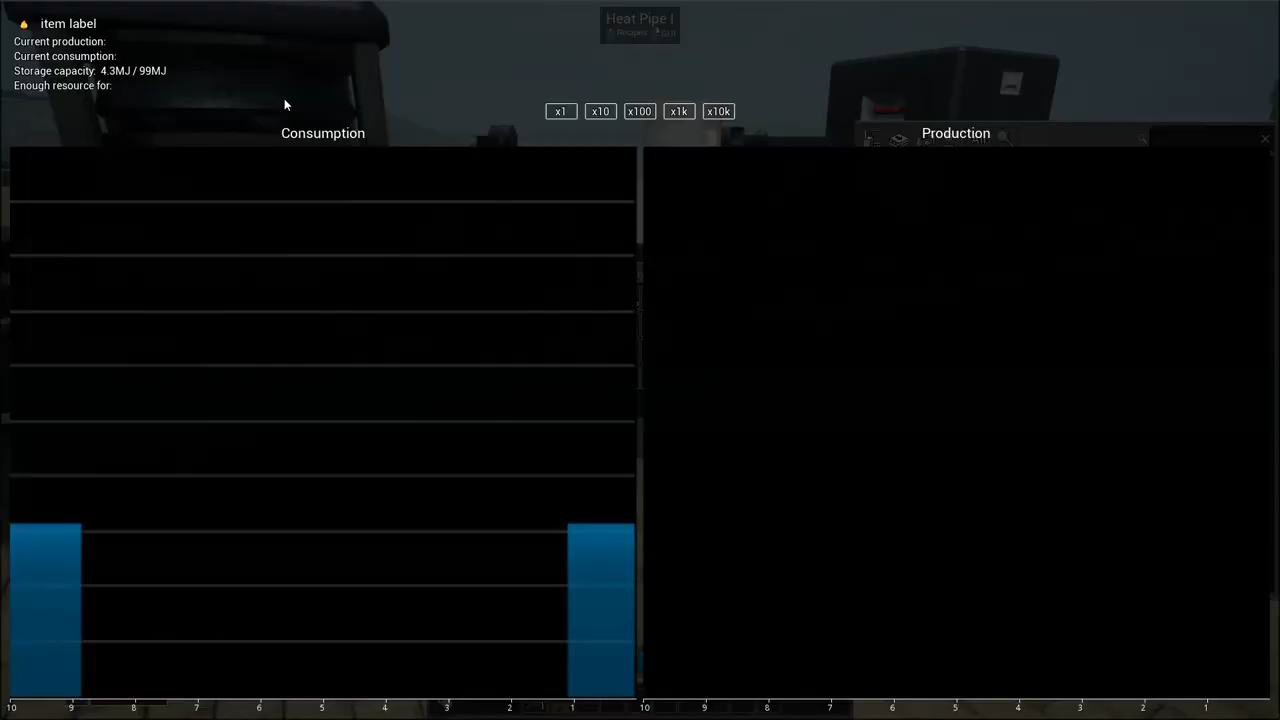 Heat Pipe I
Recipes GUI
item label
Current production:
Current consumption:
Storage capacity: 4.3MJ / 99MJ
Enough resource for:
x1 x10 x100 x1k x10k
Consumption Production
10 9 8 7 6 5 4 3 2 1 10 9 8 7 6 5 4 3 2 1